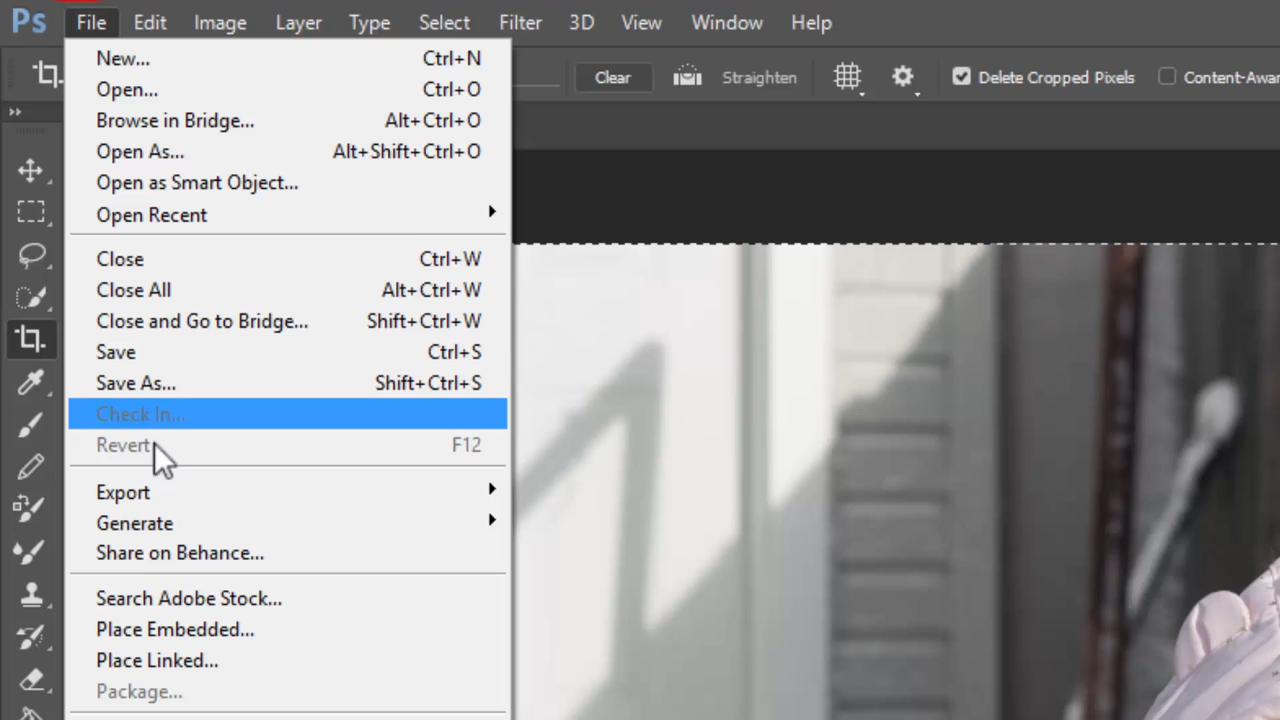 Ps File Edit Image Layer Type Select Filter 3D View Window Help
Clear Straighten Delete Cropped Pixels
New... Ctrl+N
Open... Ctrl+O
Browse in Bridge... Alt+Ctrl+O
Open As... Alt+Shift+Ctrl+O
Open as Smart Object...
Open Recent
Close Ctrl+W
Close All Alt+Ctrl+W
Close and Go to Bridge... Shift+Ctrl+W
Save Ctrl+S
Save As... Shift+Ctrl+S
Check In...
Revert F12
Export
Generate
Share on Behance...
Search Adobe Stock...
Place Embedded...
Place Linked...
Package...